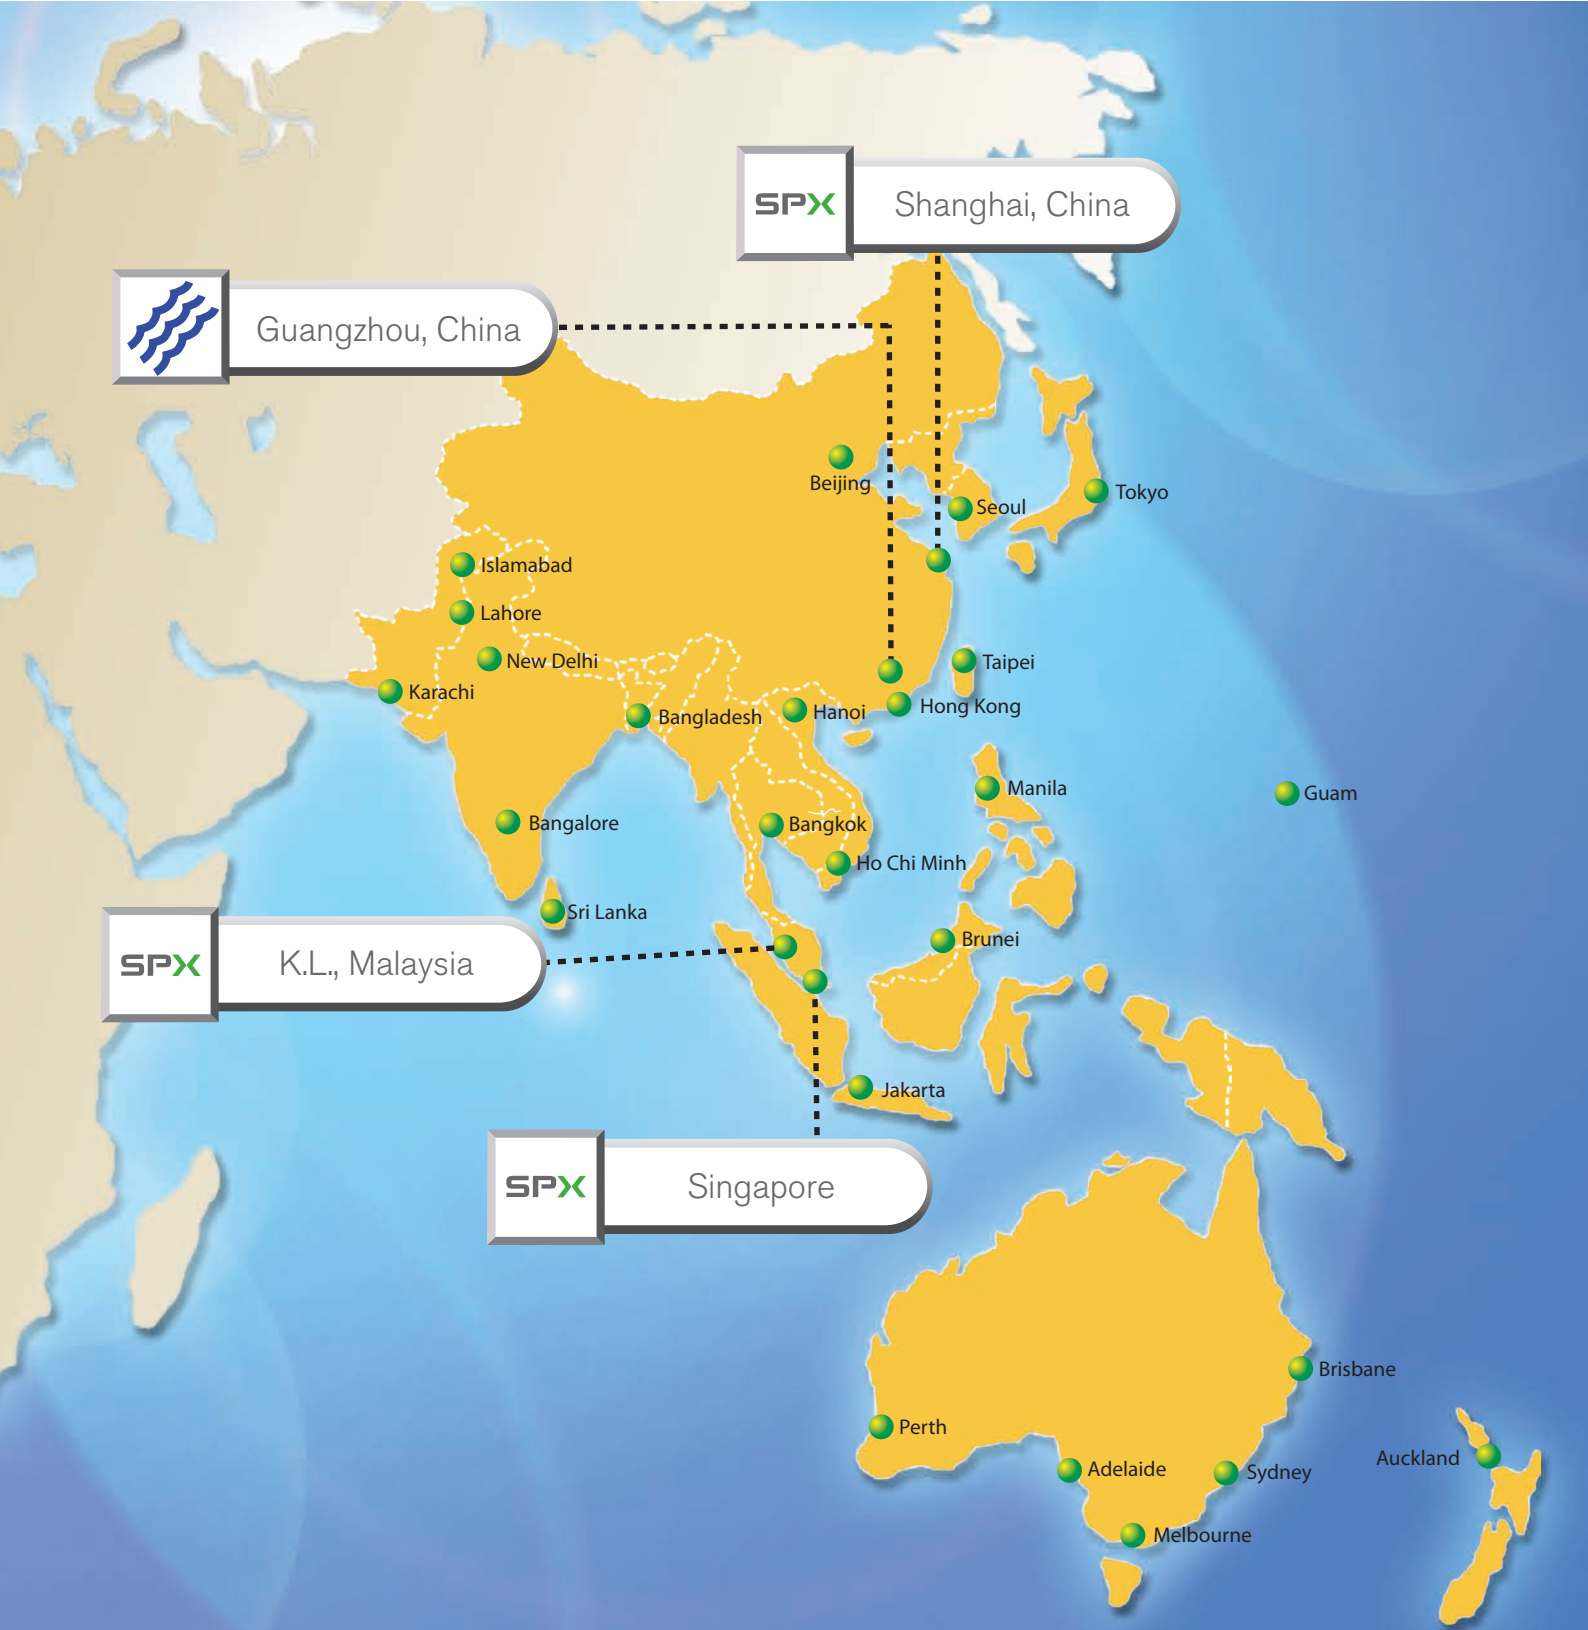 SPX
Shanghai, China
Guangzhou, China
Beijing
Tokyo
Seoul
Islamabad
Lahore
New Delhi
Taipei
Karachi
Hong Kong
Bangladesh
Hanoi
Manila
Guam
Bangalore
Bangkok
Ho Chi Minh
Sri Lanka
Brunei
SPX
K.L., Malaysia
Jakarta
SPX
Singapore
Brisbane
Perth
Auckland
Adelaide
Sydney
Melbourne